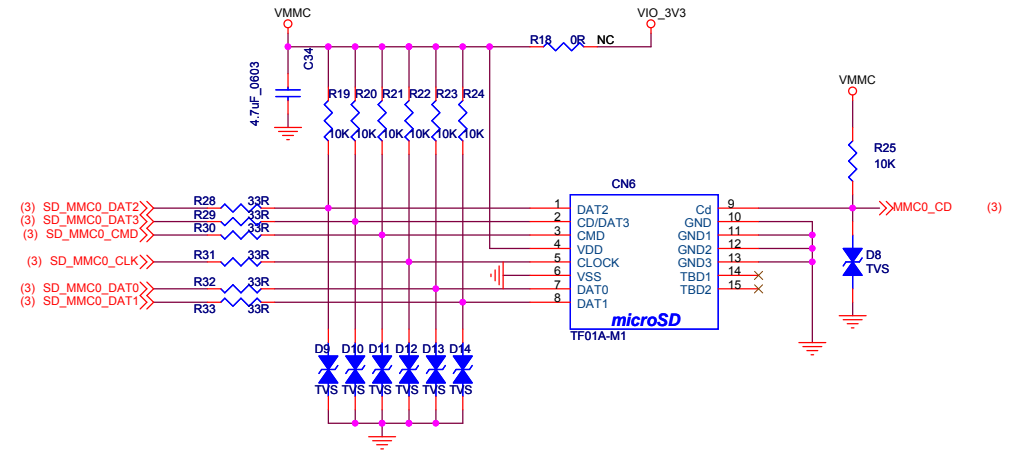 VMMC
VIO_3V3
R18 0R NC
C34
4.7uF_0603
VMMC
R19 R20 R21 R22 R23 R24
10K 10K 10K 10K 10K 10K
R25
10K
CN6
(3) SD_MMC0_DAT2 R28 33R 1 DAT2 Cd 9 MMC0_CD (3)
(3) SD_MMC0_DAT3 R29 33R 2 CD/DAT3 GND 10
(3) SD_MMC0_CMD R30 33R 3 CMD GND1 11
4 VDD GND2 12
(3) SD_MMC0_CLK R31 33R 5 CLOCK GND3 13
6 VSS TBD1 14
(3) SD_MMC0_DAT0 R32 33R 7 DAT0 TBD2 15
(3) SD_MMC0_DAT1 R33 33R 8 DAT1
D8
TVS
microSD
TF01A-M1
D9 D10 D11 D12 D13 D14
TVS TVS TVS TVS TVS TVS